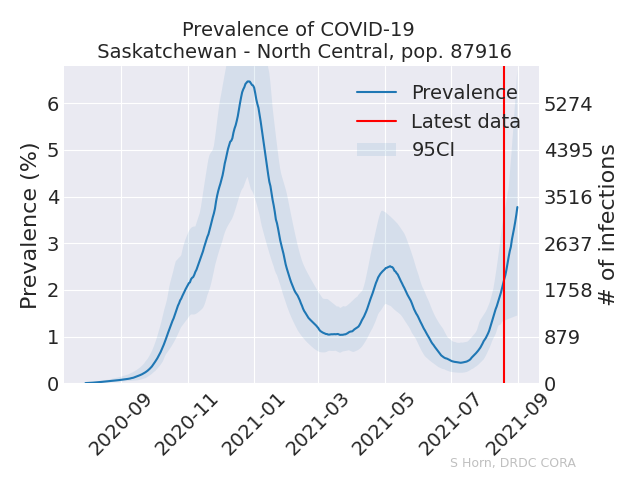 Prevalence of COVID-19
Saskatchewan - North Central, pop. 87916
Prevalence
Latest data
95CI
Prevalence (%)
6
5
4
3
2
1
0
5274
4395
3516
2637
1758
879
0
# of infections
2020-09
2020-11
2021-01
2021-03
2021-05
2021-07
2021-09
S Horn, DRDC CORA